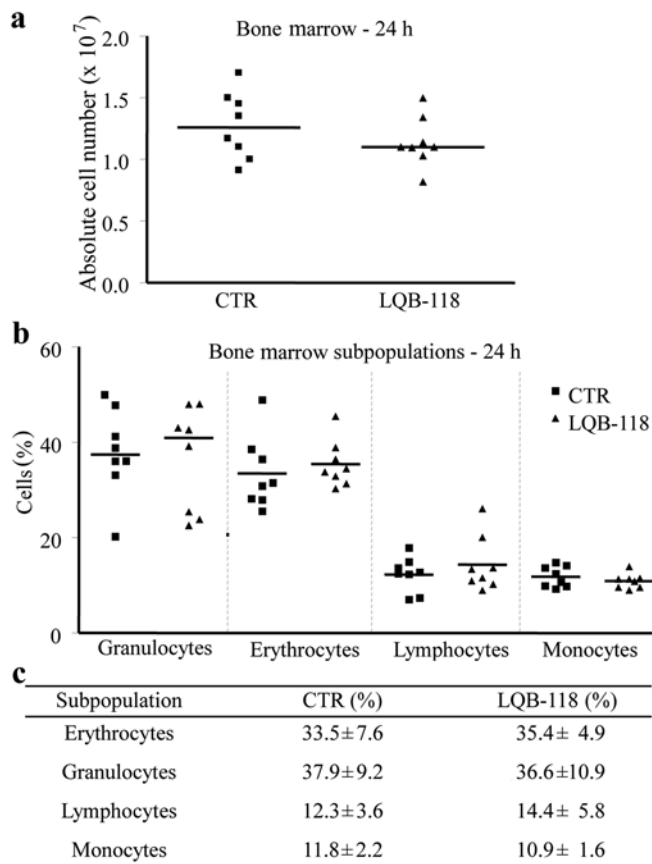 a
Bone marrow - 24 h
Absolute cell number (x 10⁷)
2.0
1.5
1.0
0.5
0.0
CTR
LQB-118
b
Bone marrow subpopulations - 24 h
Cells (%)
60
40
20
0
CTR
LQB-118
Granulocytes
Erythrocytes
Lymphocytes
Monocytes
c
Subpopulation CTR (%) LQB-118 (%)
Erythrocytes 33.5±7.6 35.4± 4.9
Granulocytes 37.9±9.2 36.6±10.9
Lymphocytes 12.3±3.6 14.4± 5.8
Monocytes 11.8±2.2 10.9± 1.6